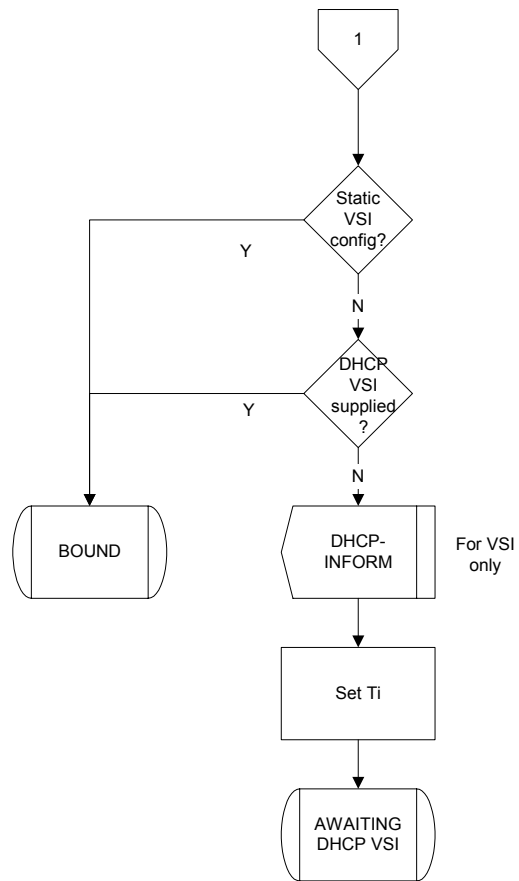 1
Static
VSI
config?
Y
N
DHCP
VSI
supplied
?
Y
N
BOUND
DHCP-
INFORM
For VSI
only
Set Ti
AWAITING
DHCP VSI